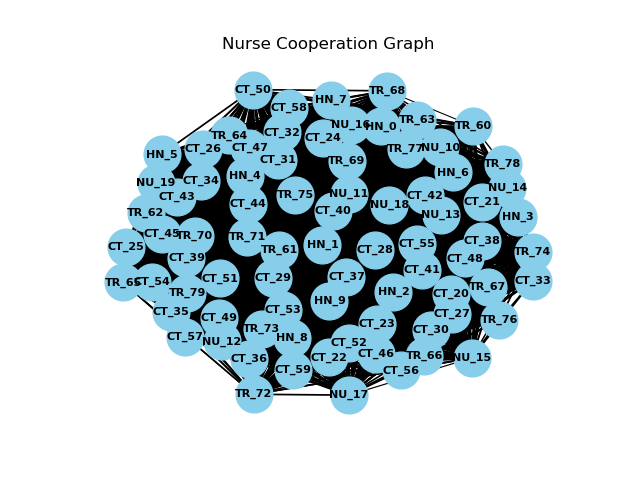 Nurse Cooperation Graph
CT_50
TR_68
HN_7
CT_58
TR_63
NU_16
HN_0
TR_60
CT_32
TR_64
CT_24
CT_47
CT_26
TR_77
NU_10
HN_5
CT_31
TR_69
TR_78
HN_6
HN_4
CT_34
NU_19
NU_14
CT_43
TR_75
NU_11
CT_42
CT_21
CT_44
NU_18
CT_40
TR_62
NU_13
HN_3
CT_45
TR_70
TR_71
CT_38
CT_25
HN_1
CT_55
TR_61
CT_28
TR_74
CT_39
CT_48
CT_41
CT_51
CT_29
CT_37
TR_65
CT_54
CT_33
TR_67
TR_79
HN_2
CT_20
HN_9
CT_53
CT_35
CT_27
CT_49
TR_76
CT_23
TR_73
CT_30
CT_57
HN_8
NU_12
CT_52
CT_46
TR_66
CT_22
CT_36
NU_15
CT_59
CT_56
TR_72
NU_17